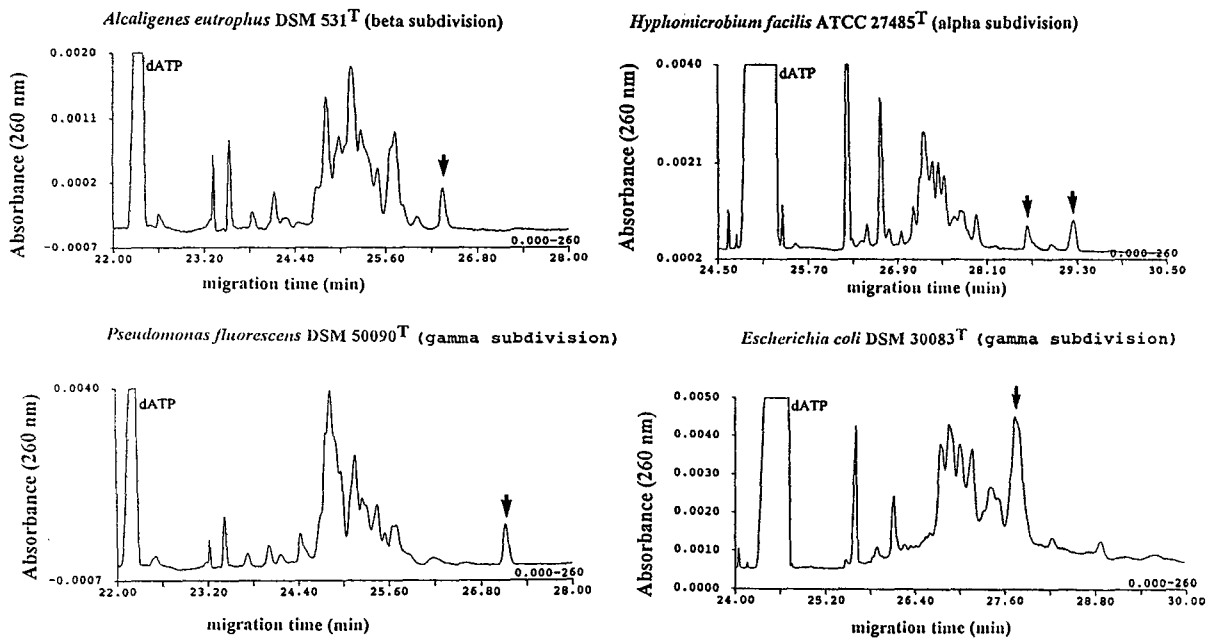 Alcaligenes eutrophus DSM 531T (beta subdivision)
Absorbance (260 nm)
0.0020
0.0011
0.0002
-0.0007
dATP
0.000-260
22.00 23.20 24.40 25.60 26.80 28.00
migration time (min)
Hyphomicrobium facilis ATCC 27485T (alpha subdivision)
Absorbance (260 nm)
0.0040
0.0021
0.0002
dATP
0.000-260
24.50 25.70 26.90 28.10 29.30 30.50
migration time (min)
Pseudomonas fluorescens DSM 50090T (gamma subdivision)
Absorbance (260 nm)
0.0040
-0.0007
dATP
0.000-260
22.00 23.20 24.40 25.60 26.80 28.00
migration time (min)
Escherichia coli DSM 30083T (gamma subdivision)
Absorbance (260 nm)
0.0050
0.0040
0.0030
0.0020
0.0010
0.0000
dATP
0.000-260
24.00 25.20 26.40 27.60 28.80 30.00
migration time (min)